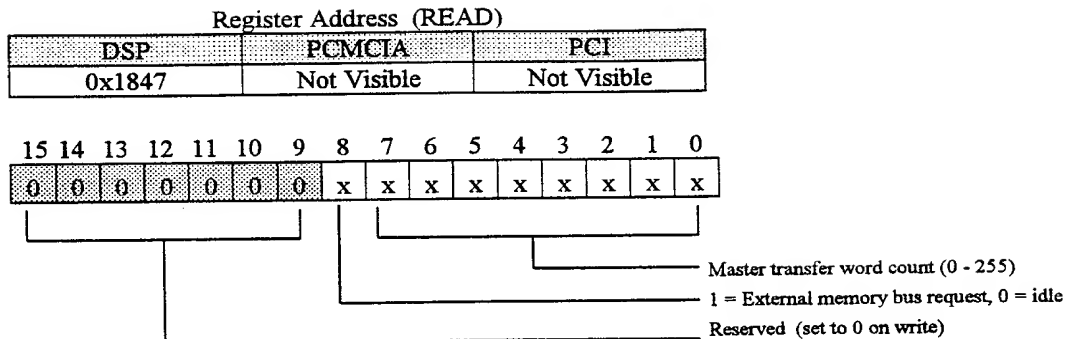 Register Address (READ)
DSP PCMCIA PCI
0x1847 Not Visible Not Visible
15 14 13 12 11 10 9 8 7 6 5 4 3 2 1 0
0 0 0 0 0 0 0 x x x x x x x x x
Master transfer word count (0 - 255)
1 = External memory bus request, 0 = idle
Reserved (set to 0 on write)